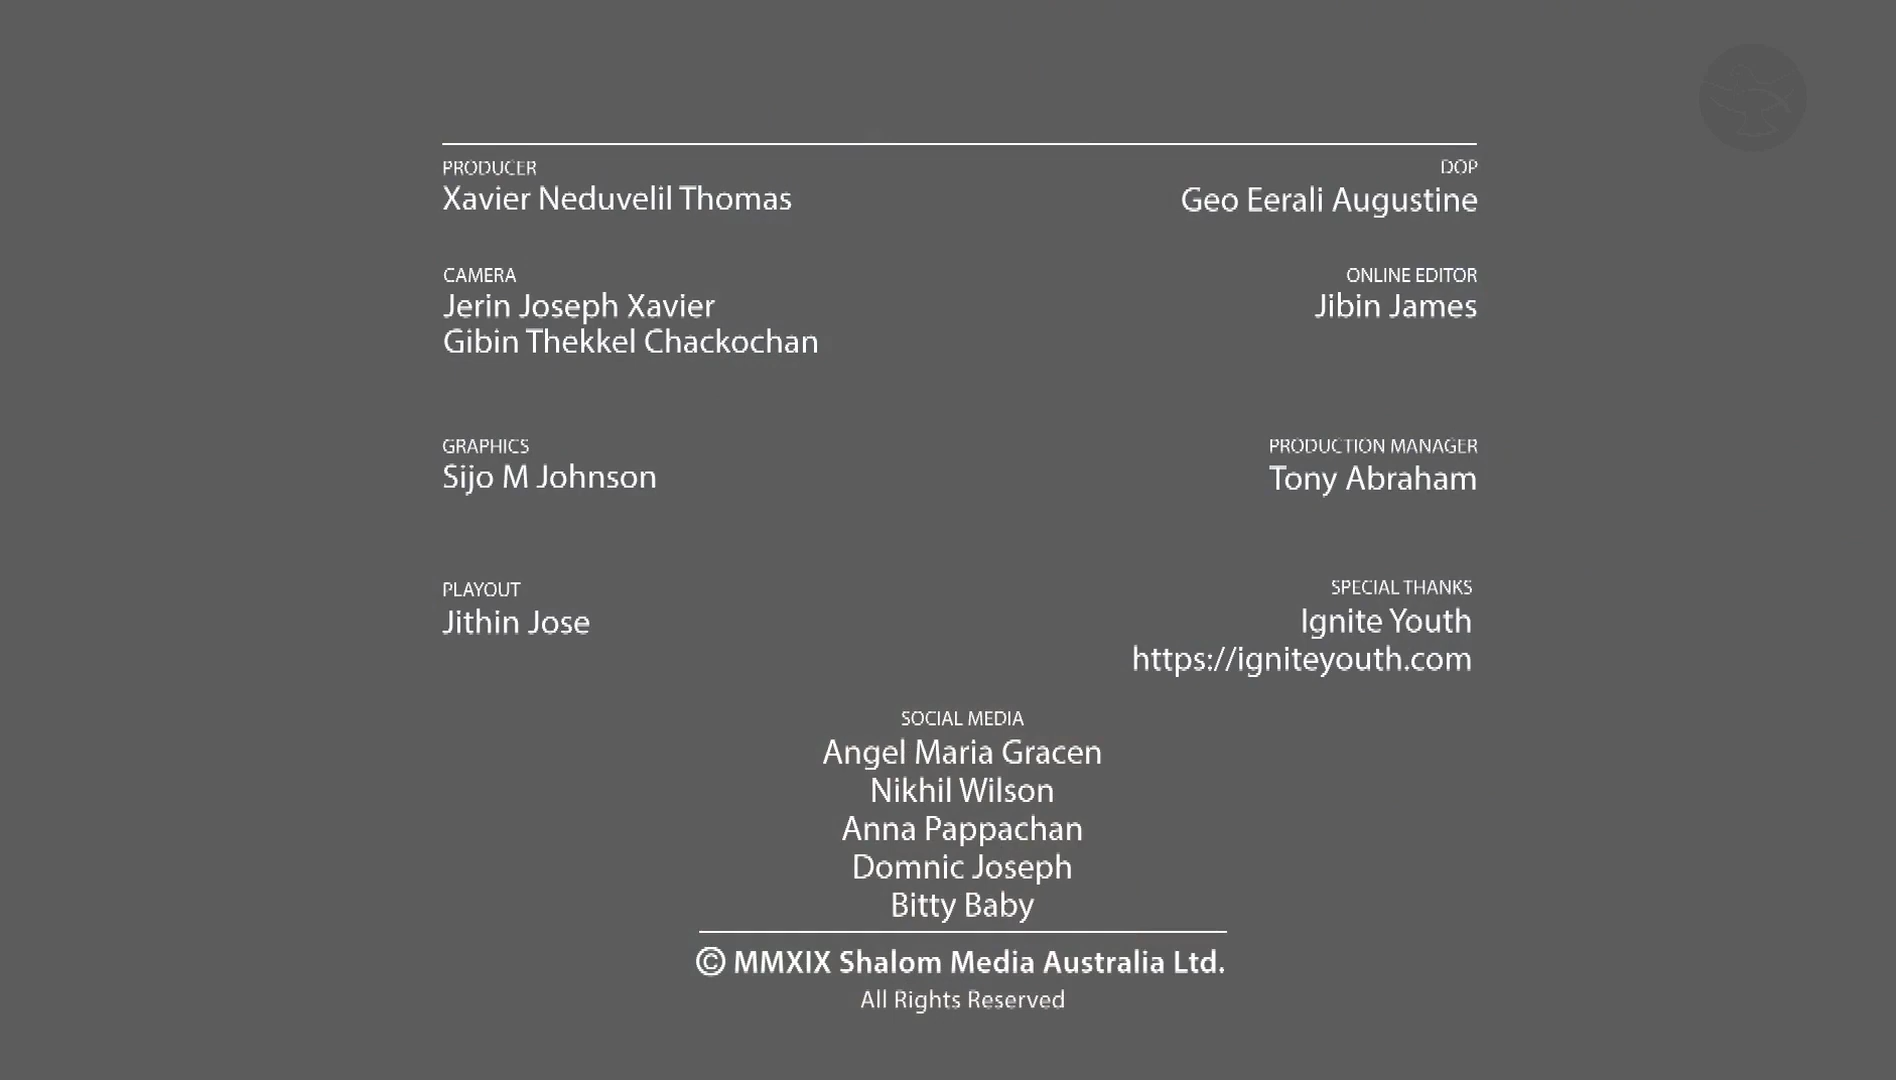 PRODUCER
Xavier Neduvelil Thomas
DOP
Geo Eerali Augustine
CAMERA
Jerin Joseph Xavier
Gibin Thekkel Chackochan
ONLINE EDITOR
Jibin James
GRAPHICS
Sijo M Johnson
PRODUCTION MANAGER
Tony Abraham
PLAYOUT
Jithin Jose
SPECIAL THANKS
Ignite Youth
https://igniteyouth.com
SOCIAL MEDIA
Angel Maria Gracen
Nikhil Wilson
Anna Pappachan
Domnic Joseph
Bitty Baby
© MMXIX Shalom Media Australia Ltd.
All Rights Reserved